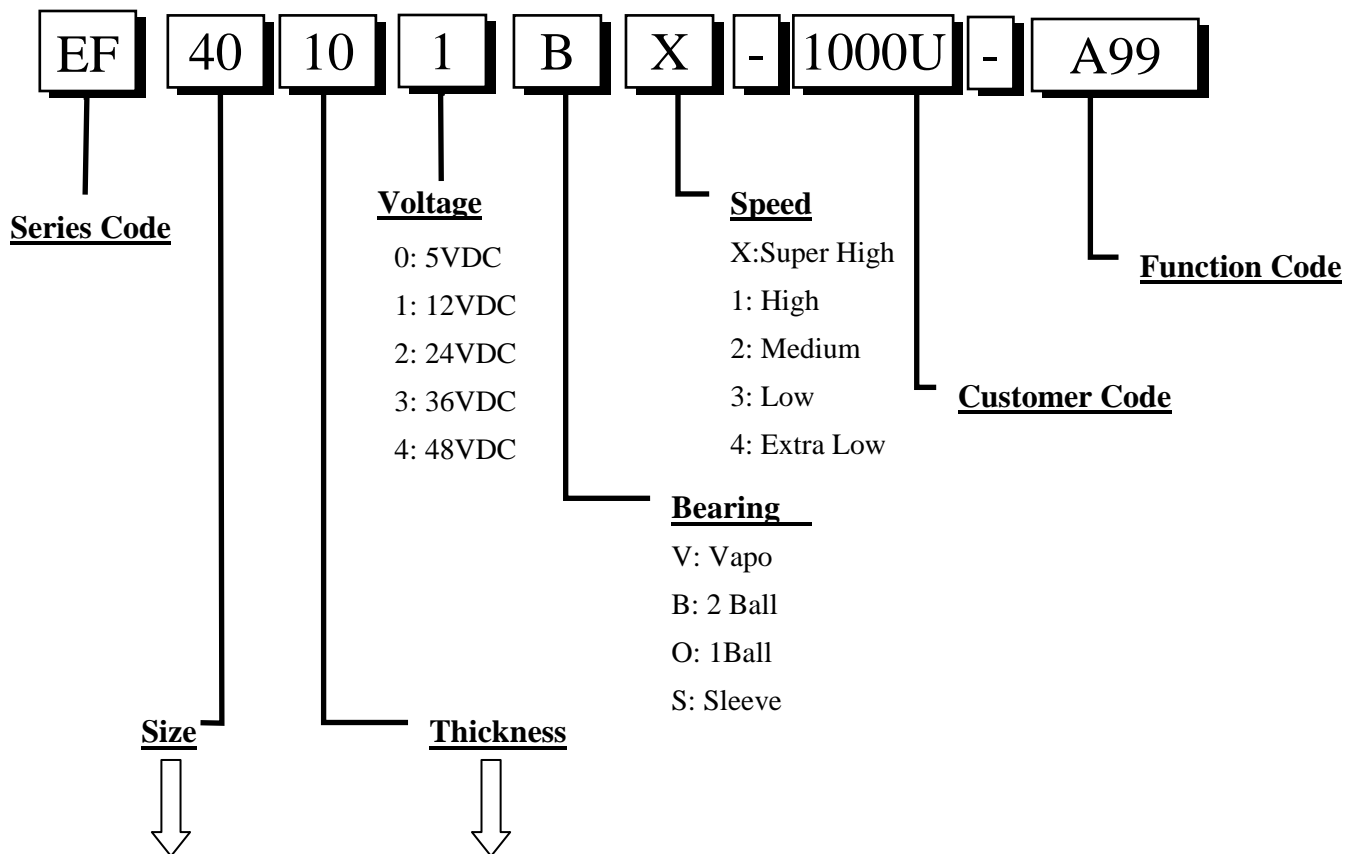 EF 40 10 1 B X - 1000U - A99
Series Code
Voltage
0: 5VDC
1: 12VDC
2: 24VDC
3: 36VDC
4: 48VDC
Speed
X:Super High
1: High
2: Medium
3: Low
4: Extra Low
Function Code
Customer Code
Bearing
V: Vapo
B: 2 Ball
O: 1Ball
S: Sleeve
Size
Thickness